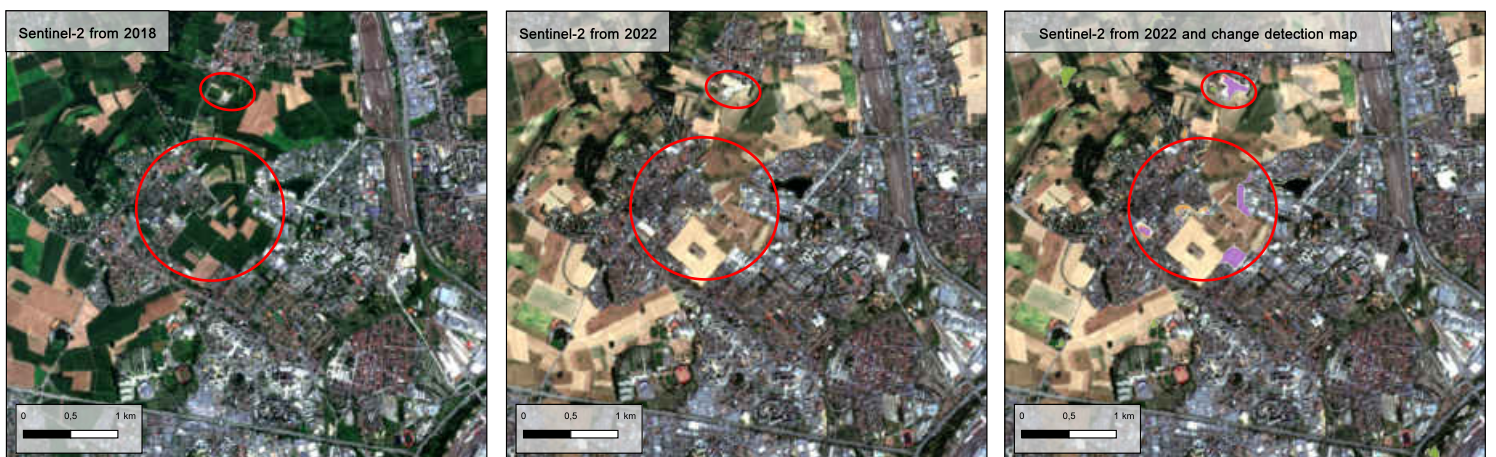 Sentinel-2 from 2018
Sentinel-2 from 2022
Sentinel-2 from 2022 and change detection map
0 0,5 1 km
0 0,5 1 km
0 0,5 1 km